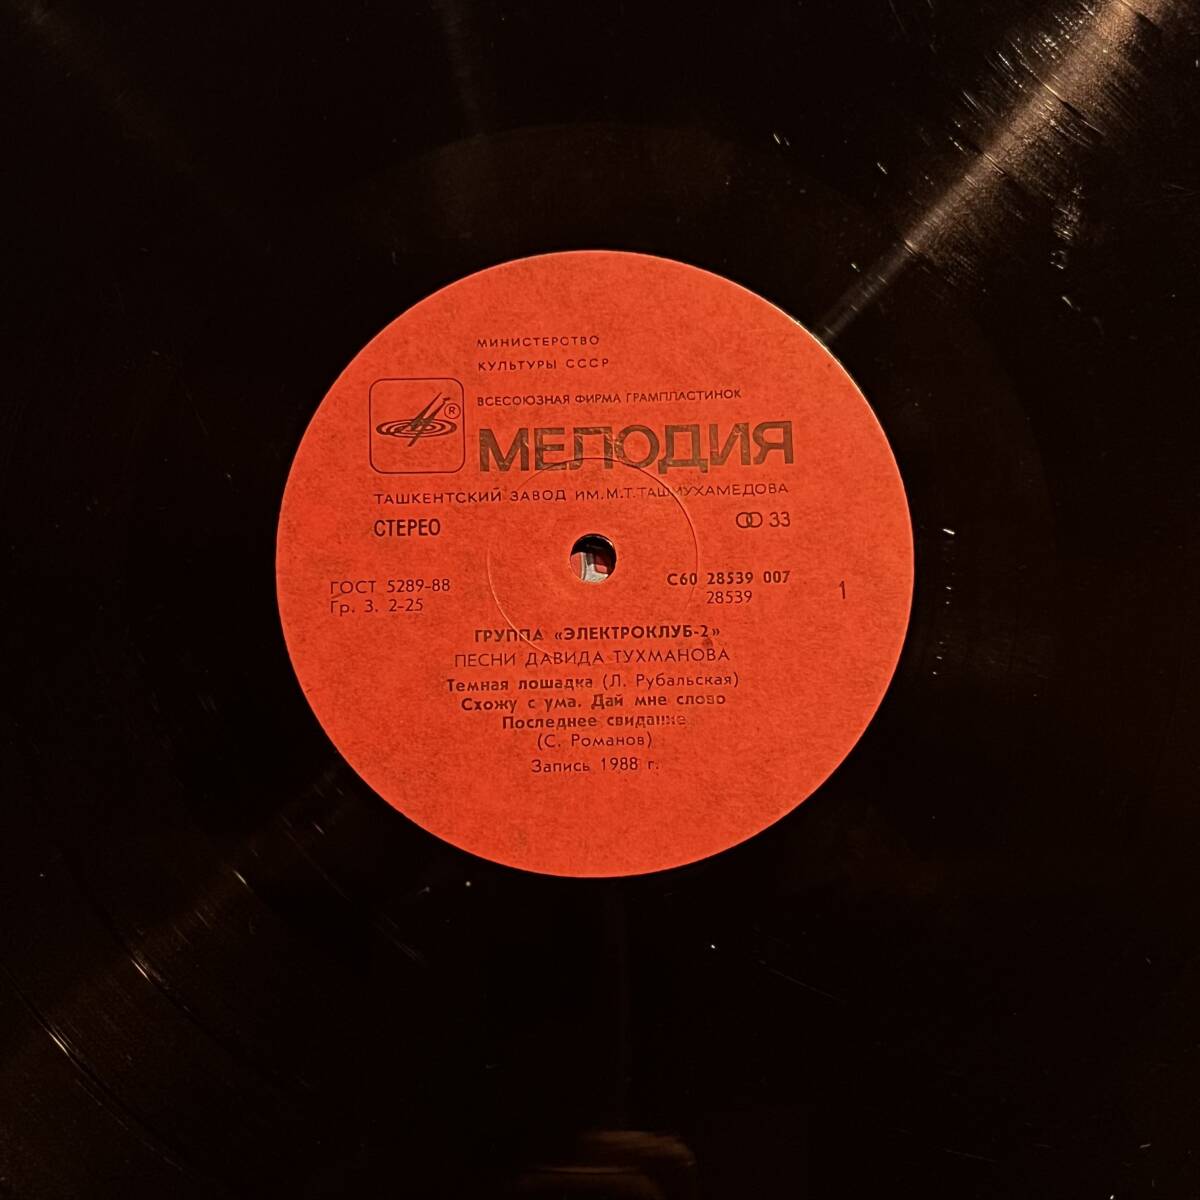 МИНИСТЕРСТВО
КУЛЬТУРЫ СССР
ВСЕСОЮЗНАЯ ФИРМА ГРАМПЛАСТИНОК
®
МЕЛОДИЯ
ТАШКЕНТСКИЙ ЗАВОД ИМ. М.Т. ТАШМУХАМЕДОВА
СТЕРЕО
33
ГОСТ 5289-88
Гр. 3. 2-25
С60 28539 007
28539
1
ГРУППА «ЭЛЕКТРОКЛУБ-2»
ПЕСНИ ДАВИДА ТУХМАНОВА
Темная лошадка (Л. Рубальская)
Схожу с ума. Дай мне слово
Последнее свидание
(С. Романов)
Запись 1988 г.